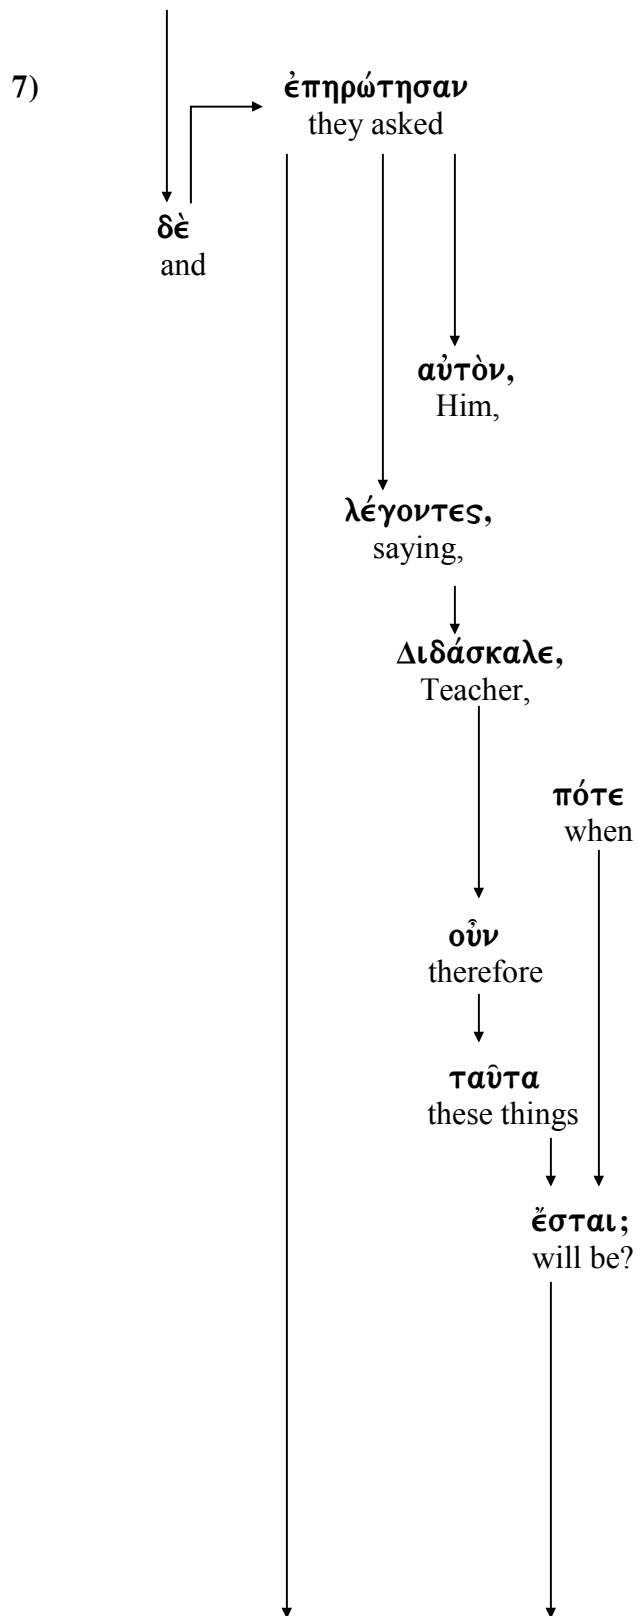 7) ἐπηρώτησαν
they asked
δὲ
and
αὐτὸν,
Him,
λέγοντες,
saying,
Διδάσκαλε,
Teacher,
πότε
when
οὖν
therefore
ταῦτα
these things
ἔσται;
will be?